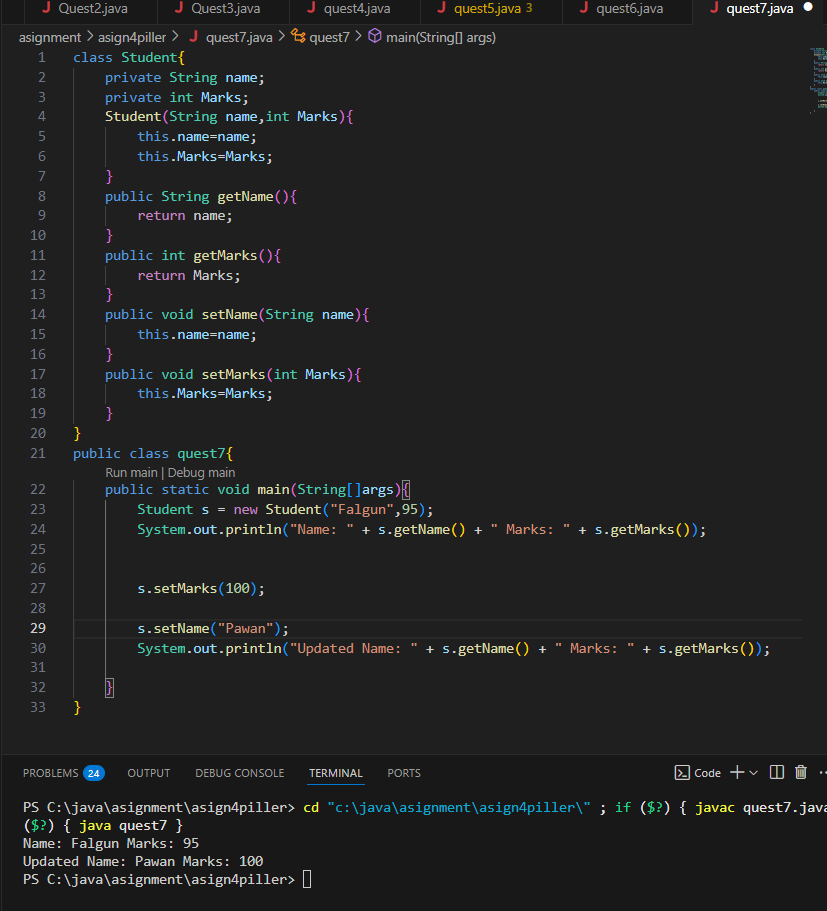 Quest2.java Quest3.java quest4.java quest5.java 3 quest6.java quest7.java
asignment > asign4piller > quest7.java > quest7 > main(String[] args)
1 class Student{
2     private String name;
3     private int Marks;
4     Student(String name,int Marks){
5         this.name=name;
6         this.Marks=Marks;
7     }
8     public String getName(){
9         return name;
10     }
11     public int getMarks(){
12         return Marks;
13     }
14     public void setName(String name){
15         this.name=name;
16     }
17     public void setMarks(int Marks){
18         this.Marks=Marks;
19     }
20 }
21 public class quest7{
Run main | Debug main
22     public static void main(String[]args){
23         Student s = new Student("Falgun",95);
24         System.out.println("Name: " + s.getName() + " Marks: " + s.getMarks());
25
26
27         s.setMarks(100);
28
29         s.setName("Pawan");
30         System.out.println("Updated Name: " + s.getName() + " Marks: " + s.getMarks());
31
32     }
33 }
PROBLEMS 24 OUTPUT DEBUG CONSOLE TERMINAL PORTS Code
PS C:\java\asignment\asign4piller> cd "c:\java\asignment\asign4piller\" ; if ($?) { javac quest7.java
($?) { java quest7 }
Name: Falgun Marks: 95
Updated Name: Pawan Marks: 100
PS C:\java\asignment\asign4piller>